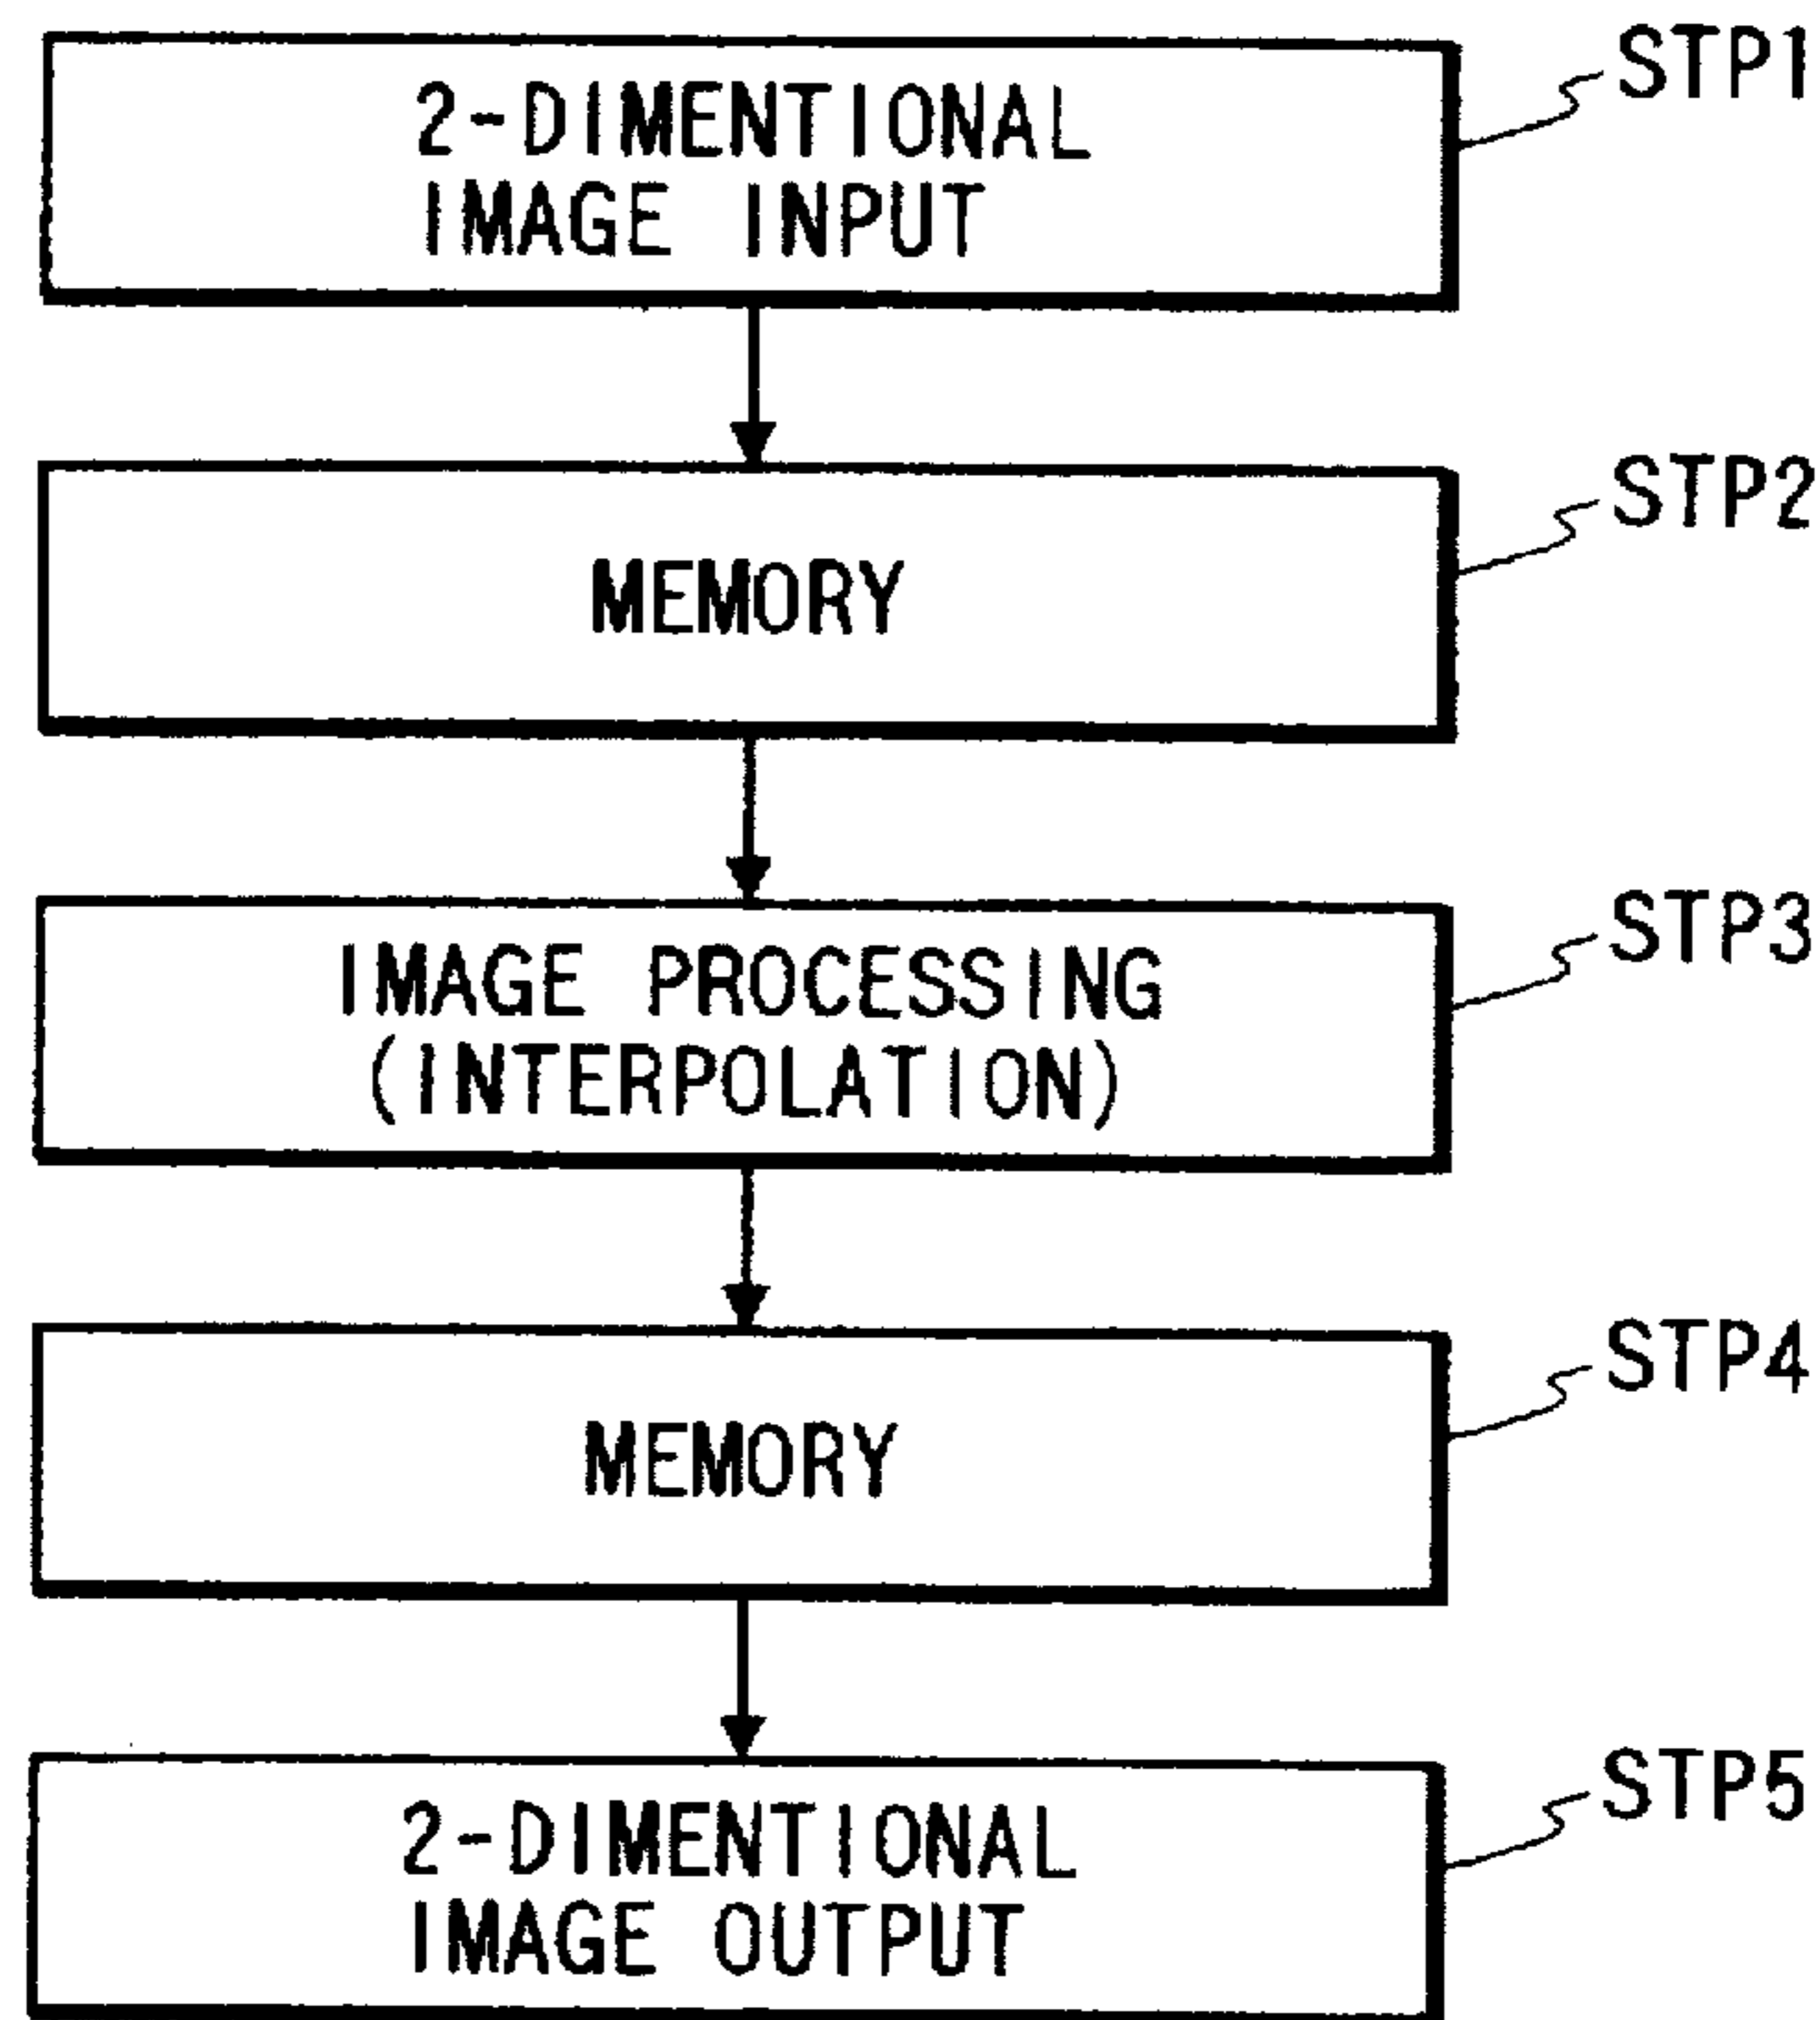 STP1
2-DIMENTIONAL
IMAGE INPUT
STP2
MEMORY
STP3
IMAGE PROCESSING
(INTERPOLATION)
STP4
MEMORY
STP5
2-DIMENTIONAL
IMAGE OUTPUT